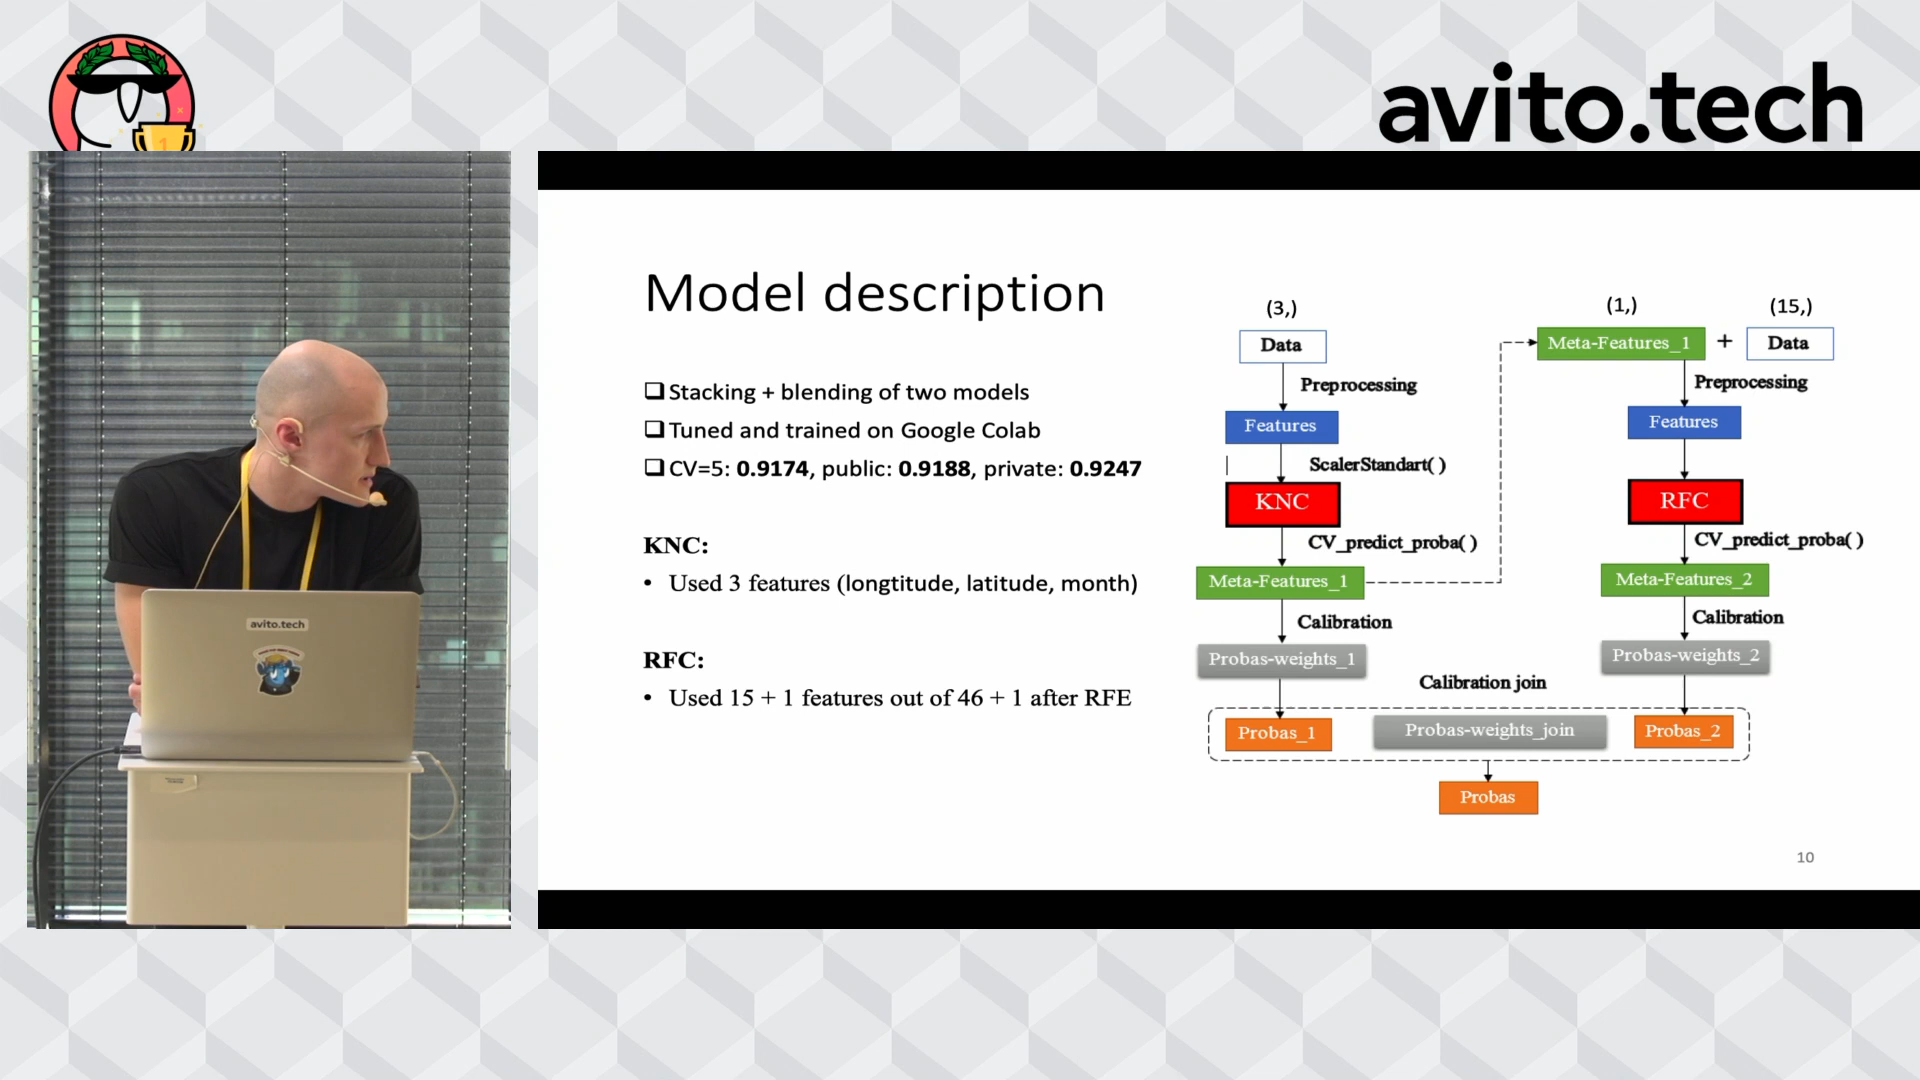 avito.tech
1
avito.tech
Model description
❑ Stacking + blending of two models
❑ Tuned and trained on Google Colab
❑ CV=5: 0.9174, public: 0.9188, private: 0.9247
KNC:
• Used 3 features (longtitude, latitude, month)
RFC:
• Used 15 + 1 features out of 46 + 1 after RFE
(3,)
Data
Preprocessing
Features
ScalerStandart( )
KNC
CV_predict_proba( )
Meta-Features_1
Calibration
Probas-weights_1
(1,)
(15,)
Meta-Features_1 + Data
Preprocessing
Features
RFC
CV_predict_proba( )
Meta-Features_2
Calibration
Probas-weights_2
Calibration join
Probas_1
Probas-weights_join
Probas_2
Probas
10